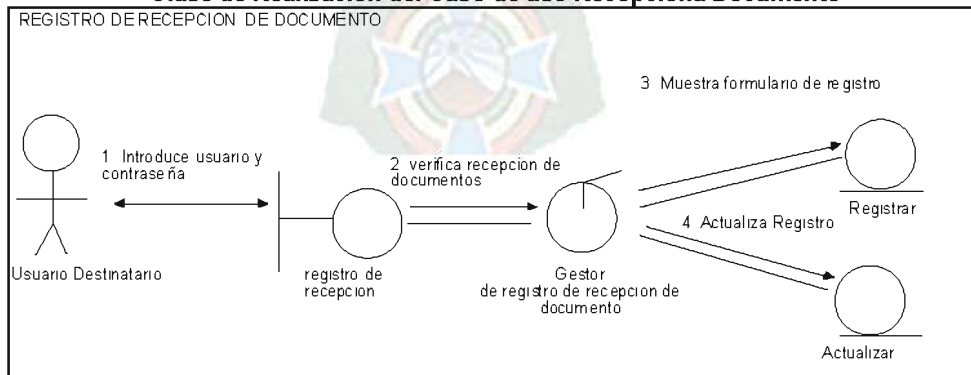 REGISTRO DE RECEPCION DE DOCUMENTO
3 Muestra formulario de registro
1 Introduce usuario y
contraseña
2 verifica recepcion de
documentos
Registrar
4 Actualiza Registro
Usuario Destinatario
registro de
recepcion
Gestor
de registro de recepcion de
documento
Actualizar